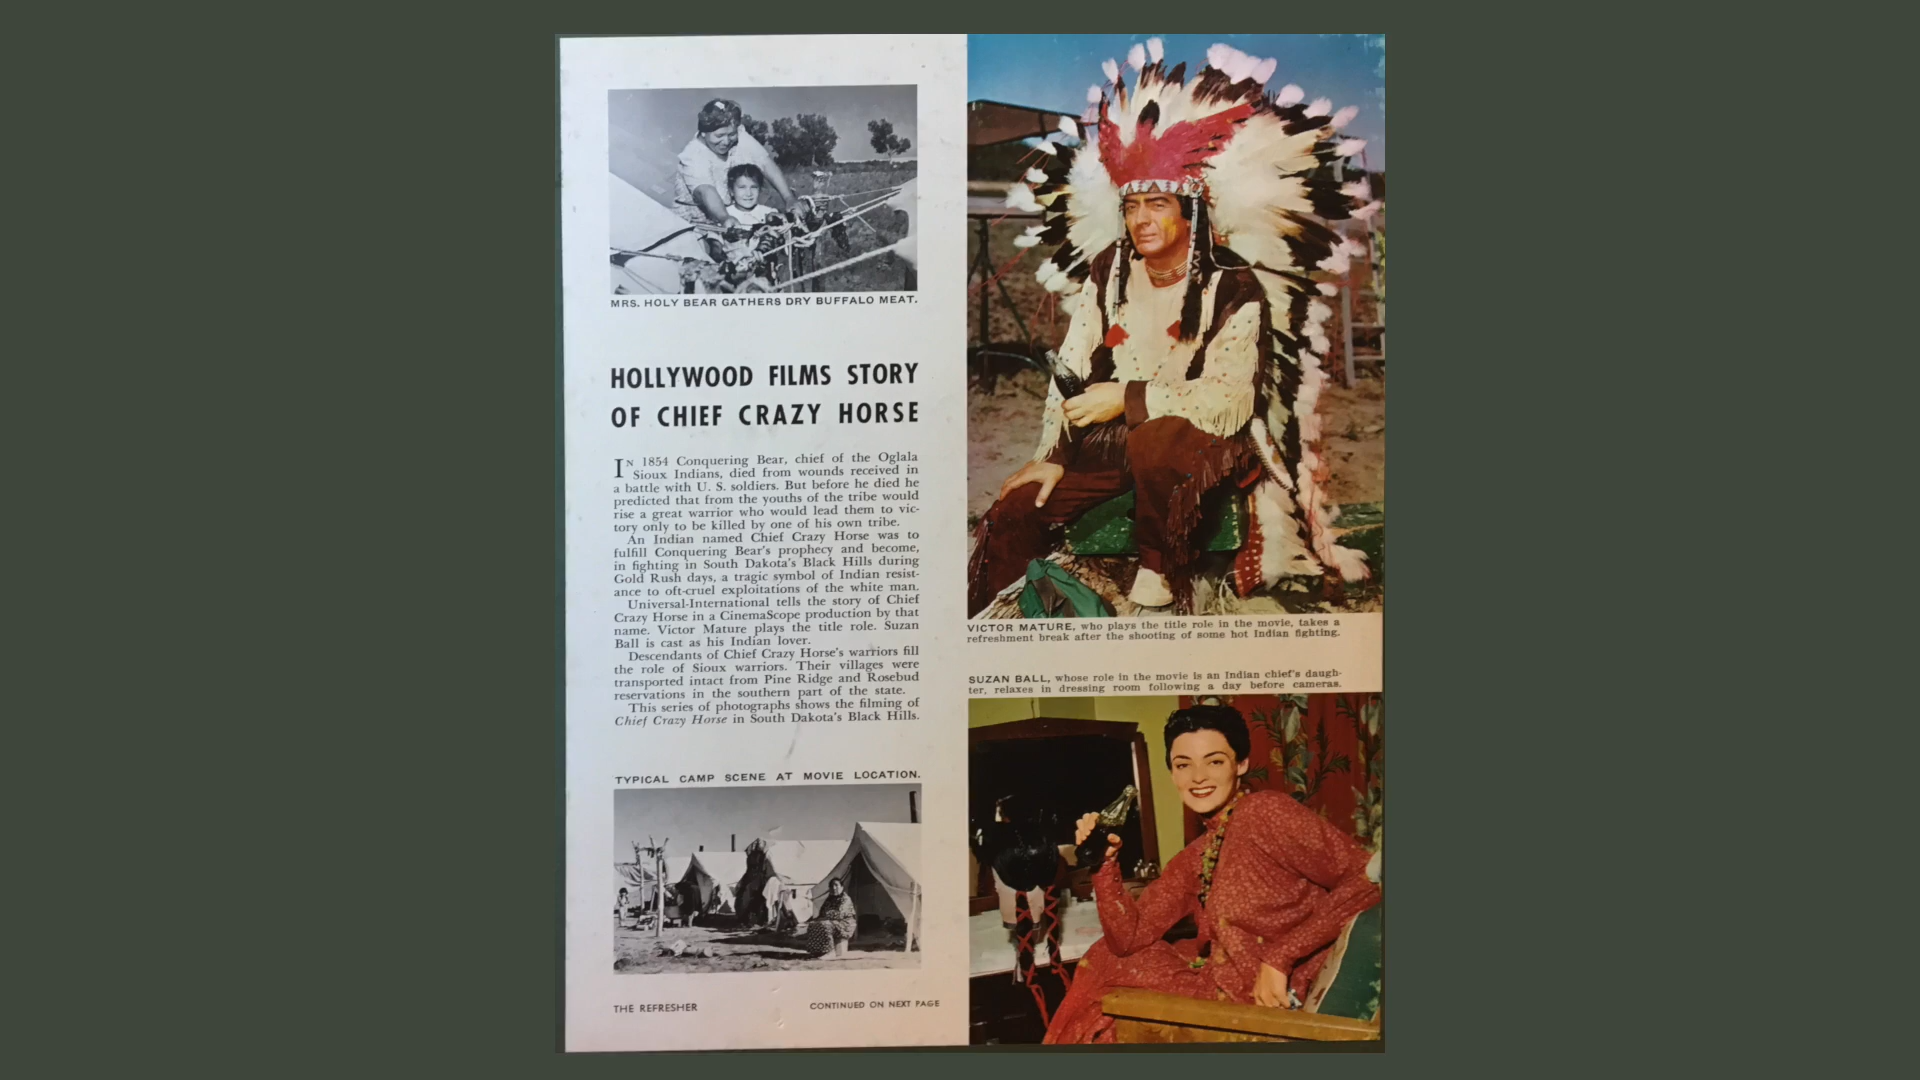 MRS. HOLY BEAR GATHERS DRY BUFFALO MEAT.
HOLLYWOOD FILMS STORY
OF CHIEF CRAZY HORSE
IN 1854 Conquering Bear, chief of the Oglala
Sioux Indians, died from wounds received in
a battle with U. S. soldiers. But before he died he
predicted that from the youths of the tribe would
rise a great warrior who would lead them to vic-
tory only to be killed by one of his own tribe.
An Indian named Chief Crazy Horse was to
fulfill Conquering Bear's prophecy and become,
in fighting in South Dakota's Black Hills during
Gold Rush days, a tragic symbol of Indian resist-
ance to oft-cruel exploitations of the white man.
Universal-International tells the story of Chief
Crazy Horse in a CinemaScope production by that
name. Victor Mature plays the title role. Suzan
Ball is cast as his Indian lover.
Descendants of Chief Crazy Horse's warriors fill
the role of Sioux warriors. Their villages were
transported intact from Pine Ridge and Rosebud
reservations in the southern part of the state.
This series of photographs shows the filming of
Chief Crazy Horse in South Dakota's Black Hills.
TYPICAL CAMP SCENE AT MOVIE LOCATION.
THE REFRESHER
CONTINUED ON NEXT PAGE
VICTOR MATURE, who plays the title role in the movie, takes a
refreshment break after the shooting of some hot Indian fighting.
SUZAN BALL, whose role in the movie is an Indian chief's daugh-
ter, relaxes in dressing room following a day before cameras.